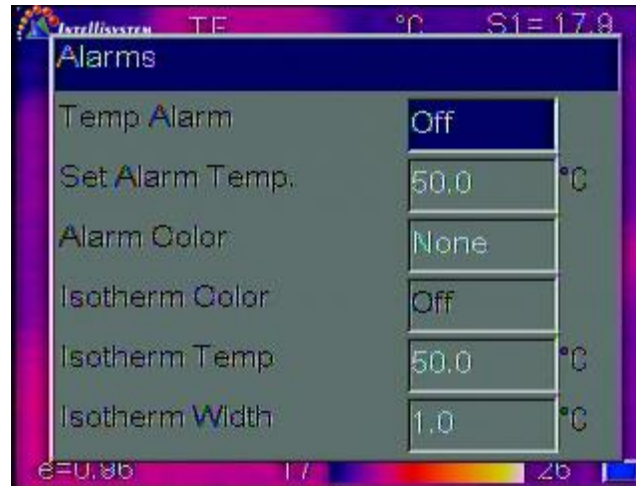 Intellisystem TE °C S1= 17.9
Alarms
Temp Alarm Off
Set Alarm Temp. 50.0 °C
Alarm Color None
Isotherm Color Off
Isotherm Temp 50.0 °C
Isotherm Width 1.0 °C
e=0.96 17 26